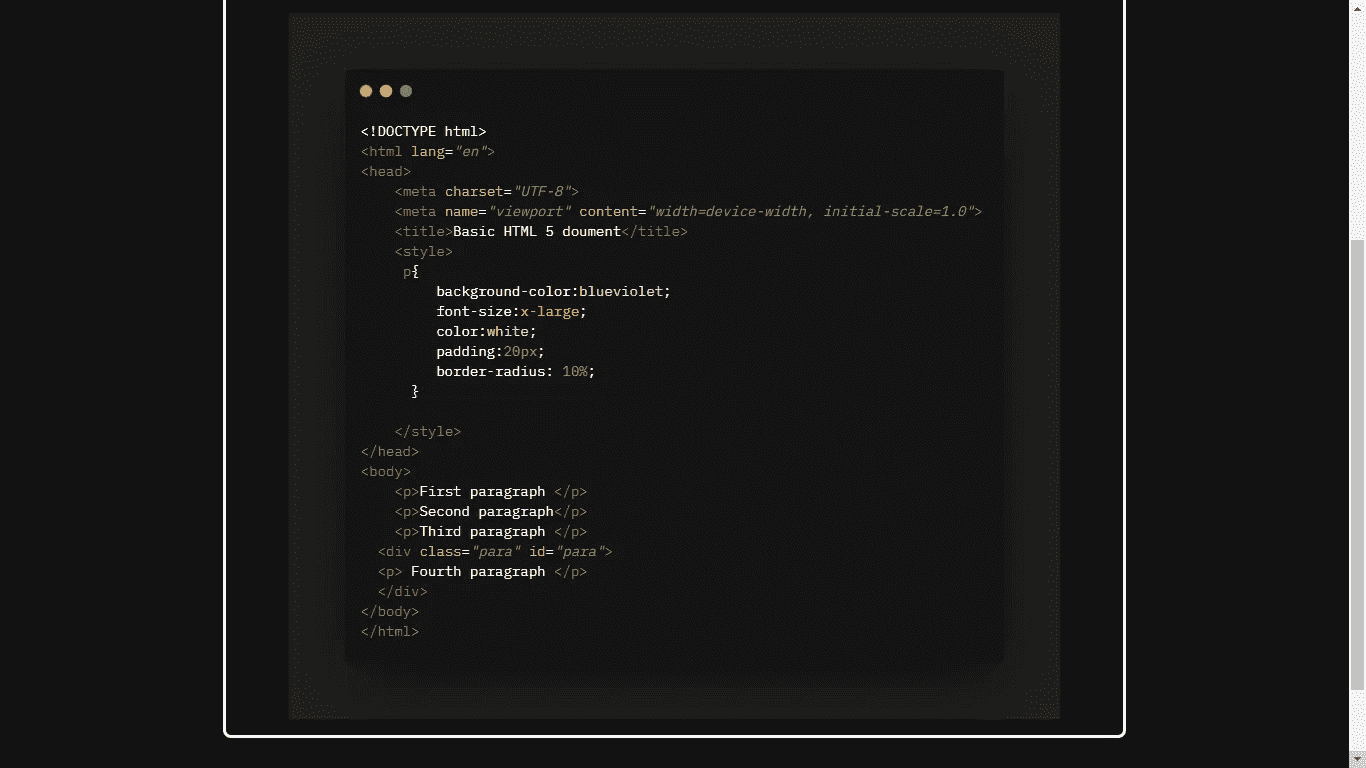 <!DOCTYPE html>
<html lang="en">
<head>
    <meta charset="UTF-8">
    <meta name="viewport" content="width=device-width, initial-scale=1.0">
    <title>Basic HTML 5 doument</title>
    <style>
     p{
         background-color:blueviolet;
         font-size:x-large;
         color:white;
         padding:20px;
         border-radius: 10%;
      }

    </style>
</head>
<body>
    <p>First paragraph </p>
    <p>Second paragraph</p>
    <p>Third paragraph </p>
  <div class="para" id="para">
  <p> Fourth paragraph </p>
  </div>
</body>
</html>